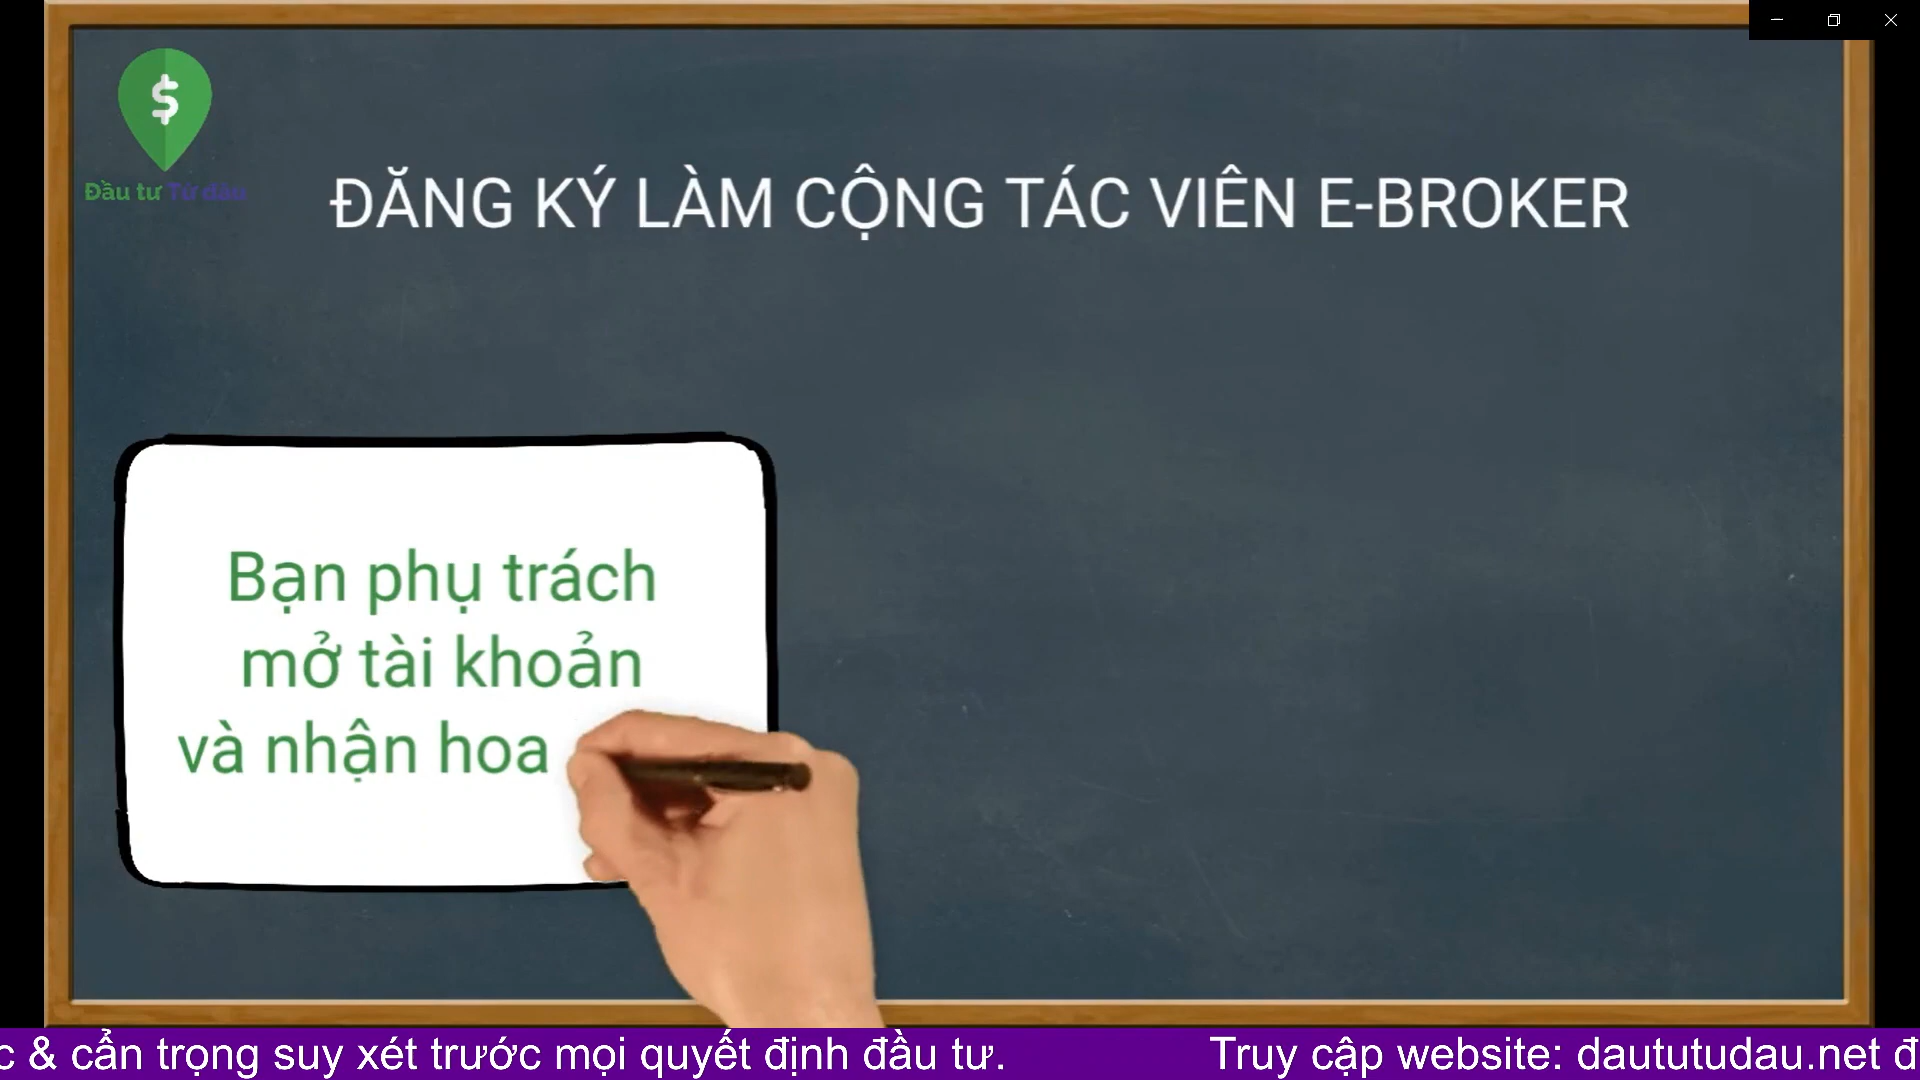 Đầu tư Từ đâu
ĐĂNG KÝ LÀM CỘNG TÁC VIÊN E-BROKER
Bạn phụ trách
mở tài khoản
và nhận hoa
& cẩn trọng suy xét trước mọi quyết định đầu tư.
Truy cập website: daututudau.net